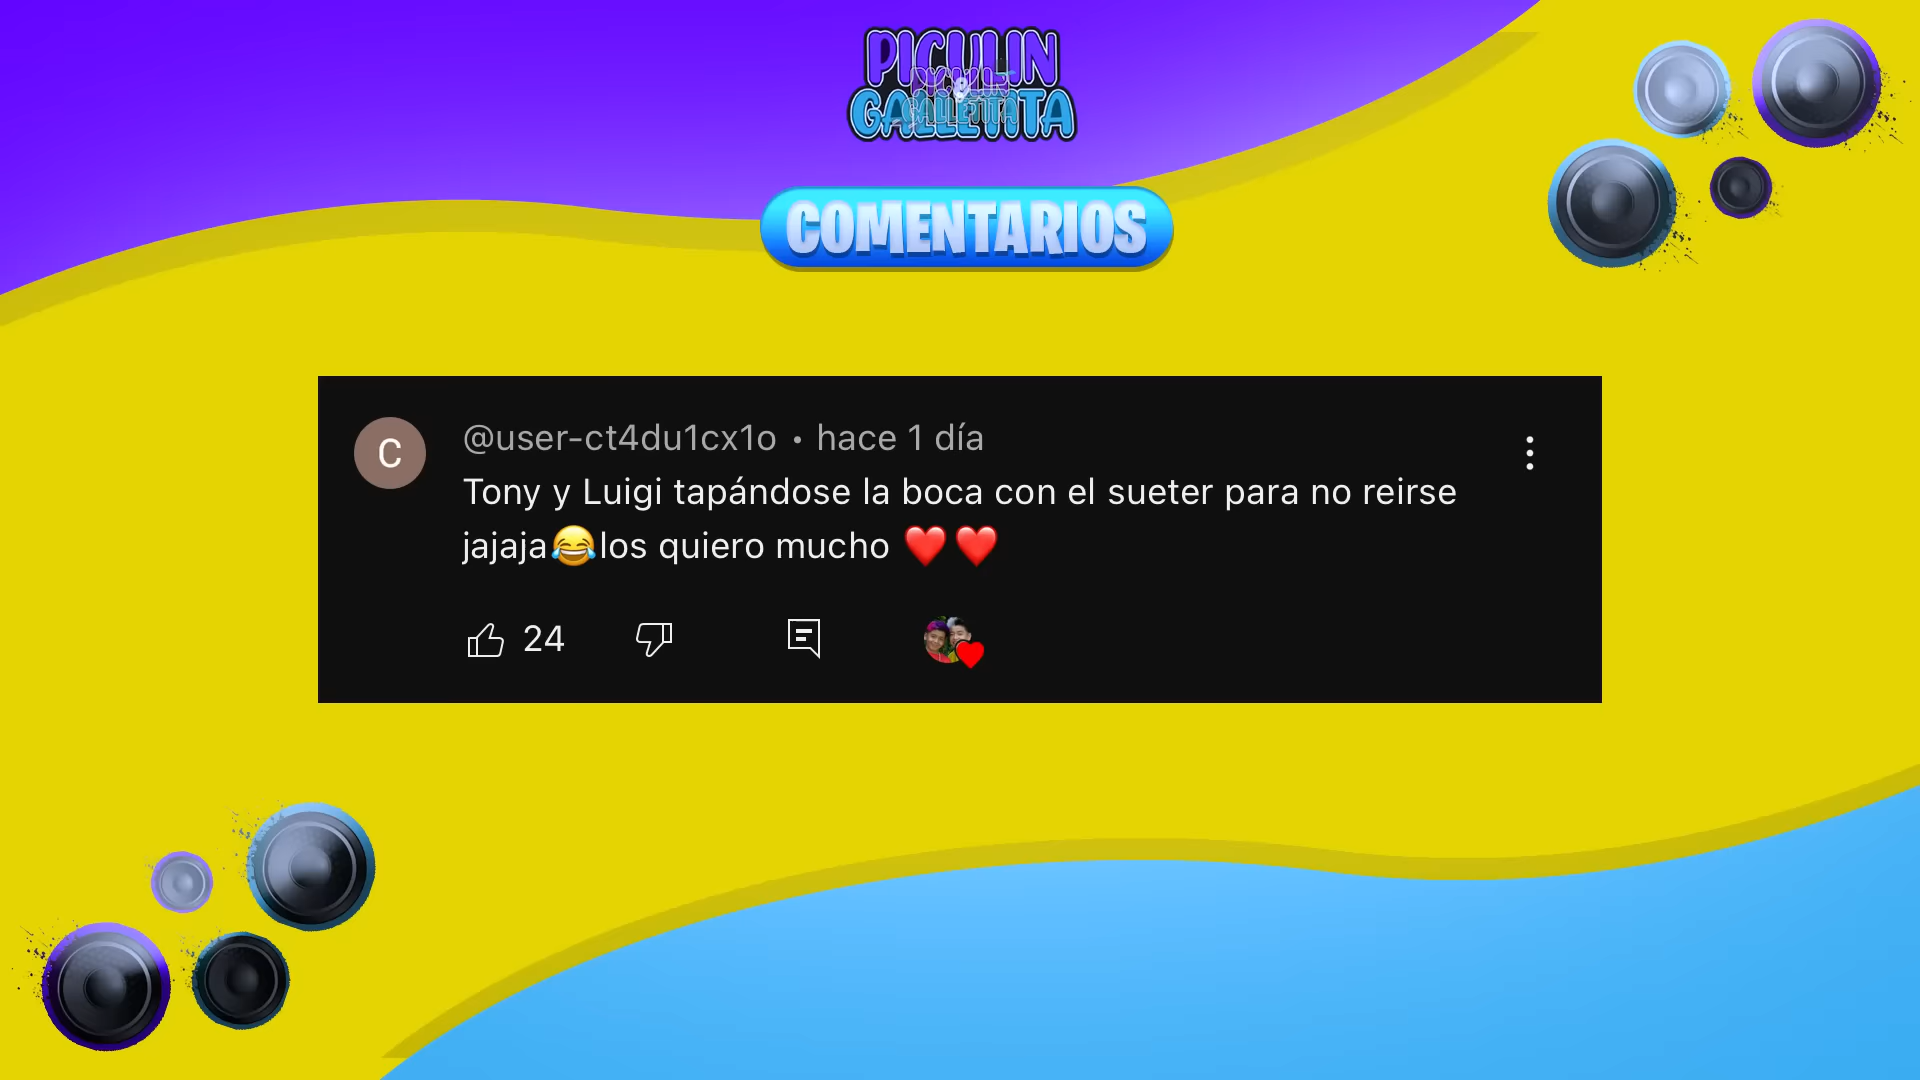 PICULIN
GALLETITA
COMENTARIOS
C
@user-ct4du1cx1o • hace 1 día
Tony y Luigi tapándose la boca con el sueter para no reirse
jajaja😂los quiero mucho ❤️❤️
24